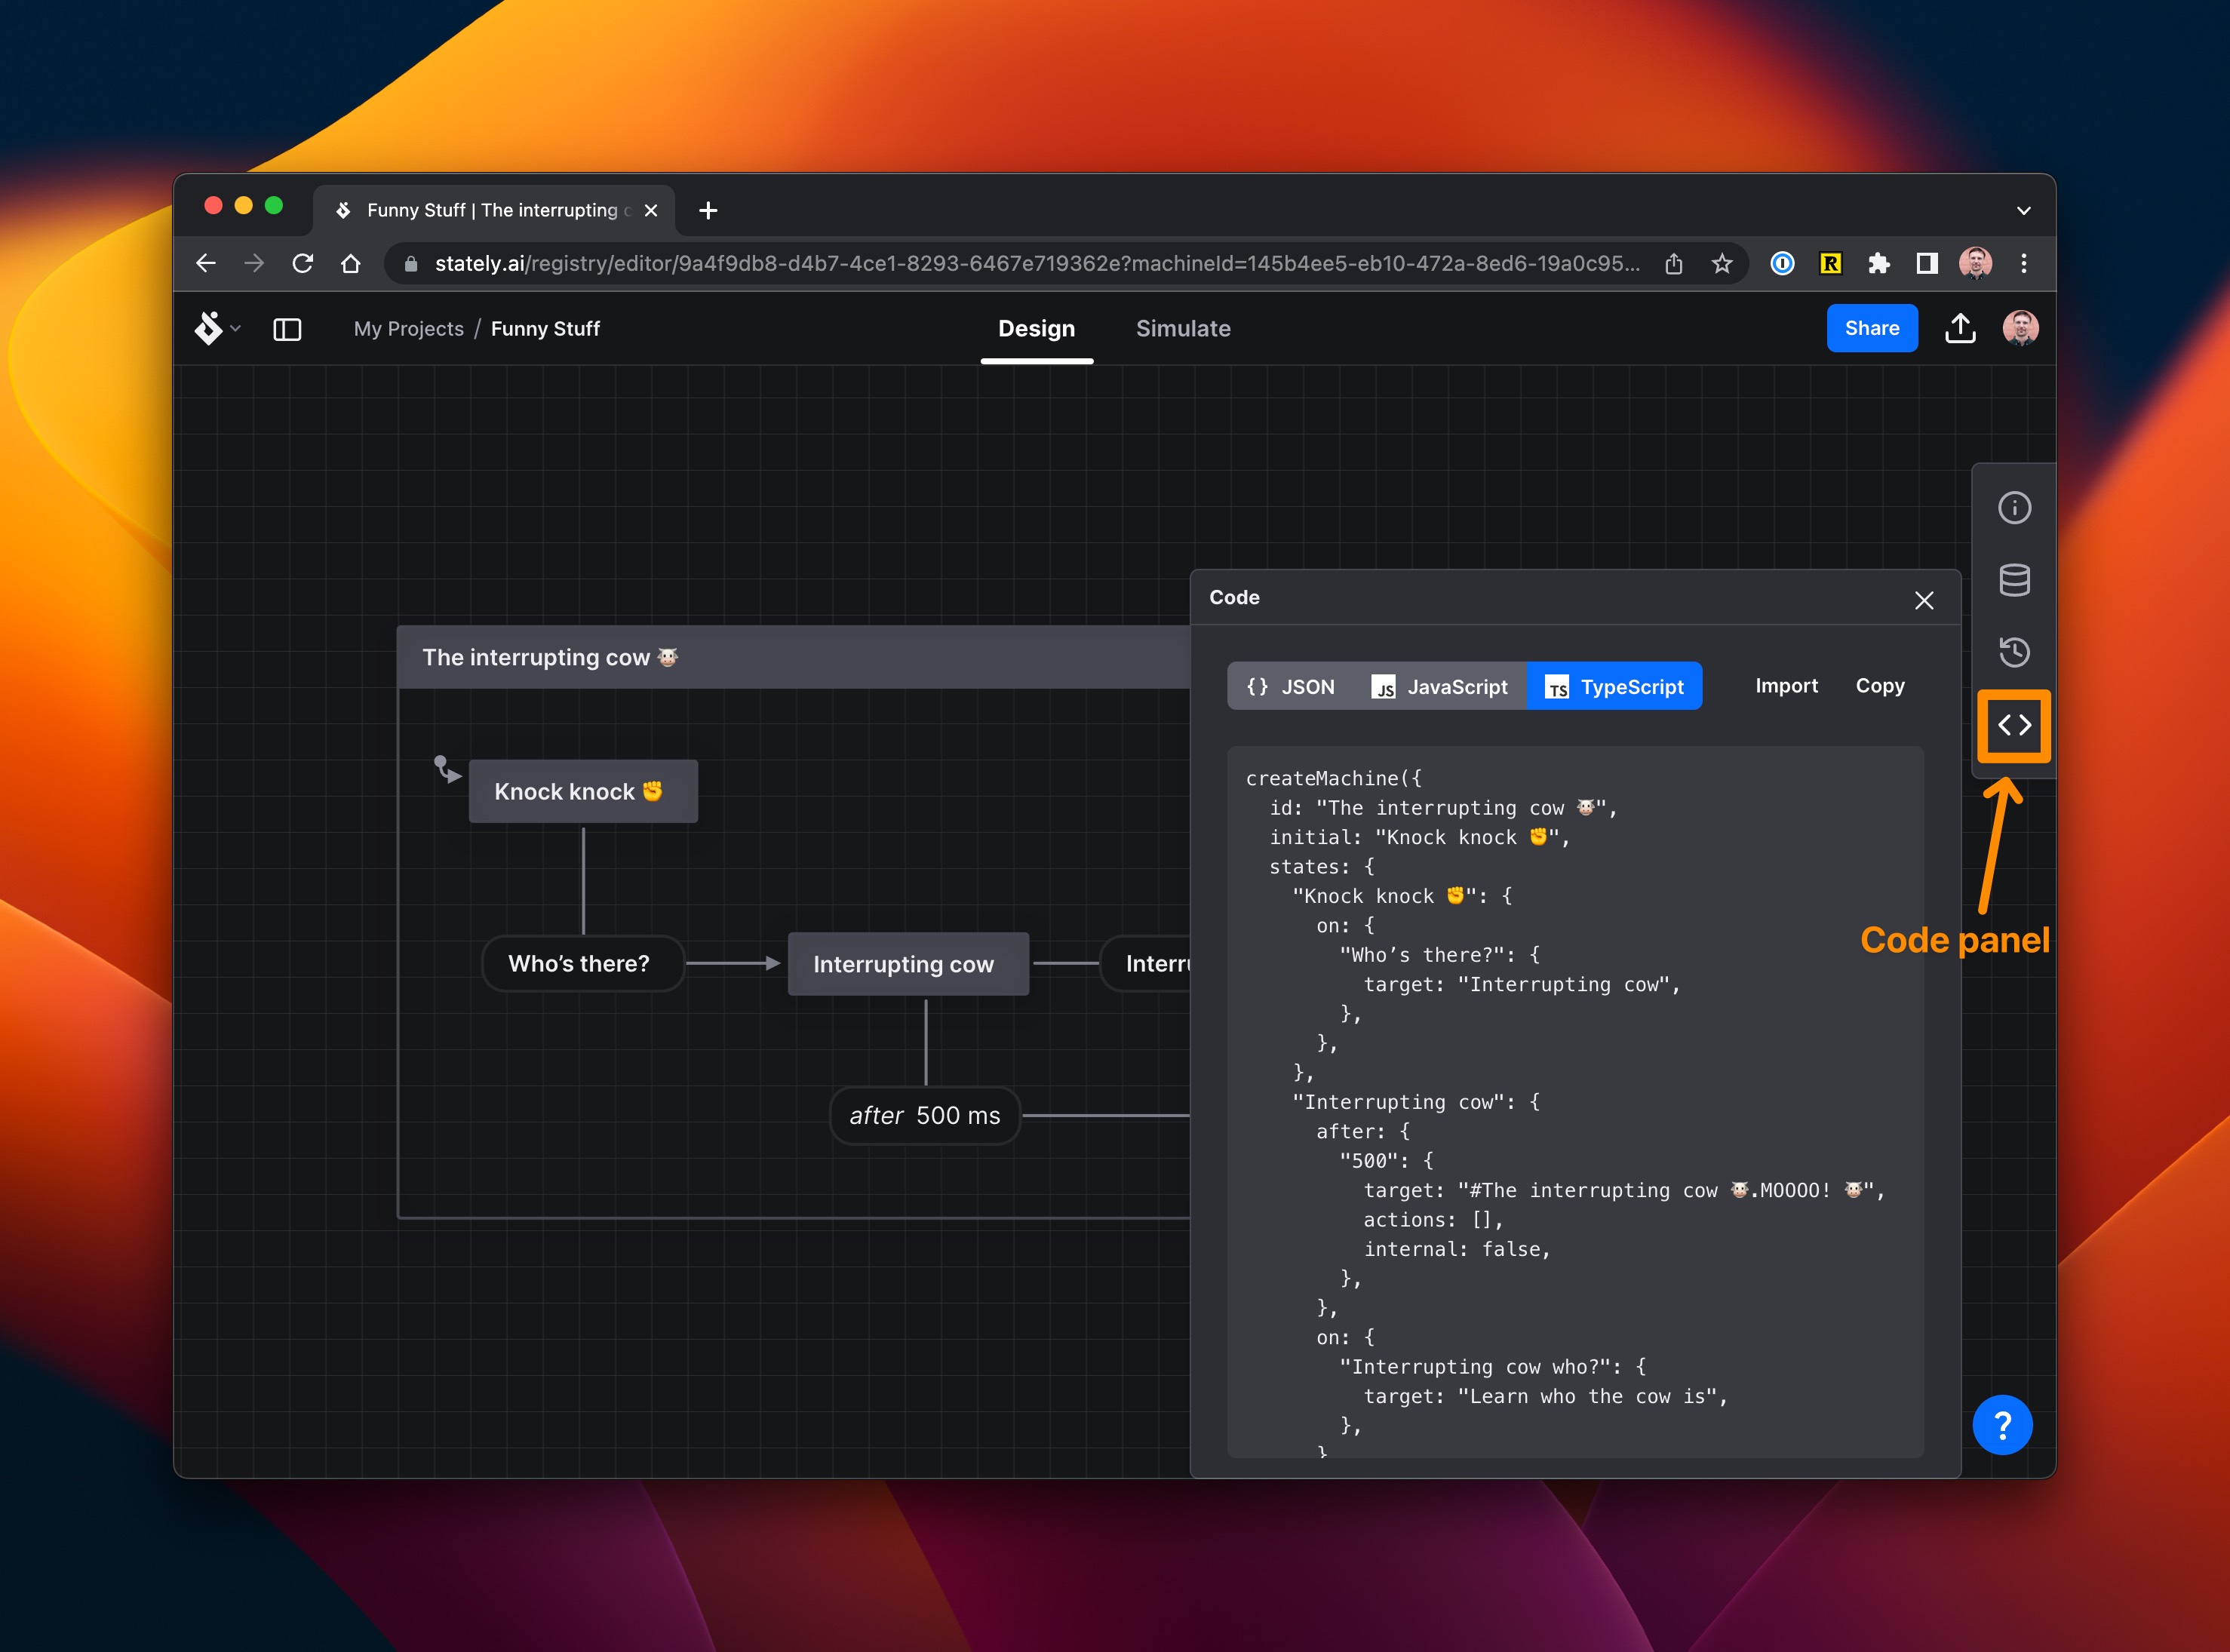 Funny Stuff | The interrupting
stately.ai/registry/editor/9a4f9db8-d4b7-4ce1-8293-6467e719362e?machineId=145b4ee5-eb10-472a-8ed6-19a0c95...
My Projects / Funny Stuff
Design
Simulate
Share
The interrupting cow 🐮
Knock knock ✊
Who’s there?
Interrupting cow
Interr
after 500 ms
Code
{ } JSON
JS JavaScript
TS TypeScript
Import
Copy
createMachine({
id: "The interrupting cow 🐮",
initial: "Knock knock ✊",
states: {
"Knock knock ✊": {
on: {
"Who’s there?": {
target: "Interrupting cow",
},
},
},
"Interrupting cow": {
after: {
"500": {
target: "#The interrupting cow 🐮.MOOOO! 🐮",
actions: [],
internal: false,
},
},
on: {
"Interrupting cow who?": {
target: "Learn who the cow is",
},
}
Code panel
?